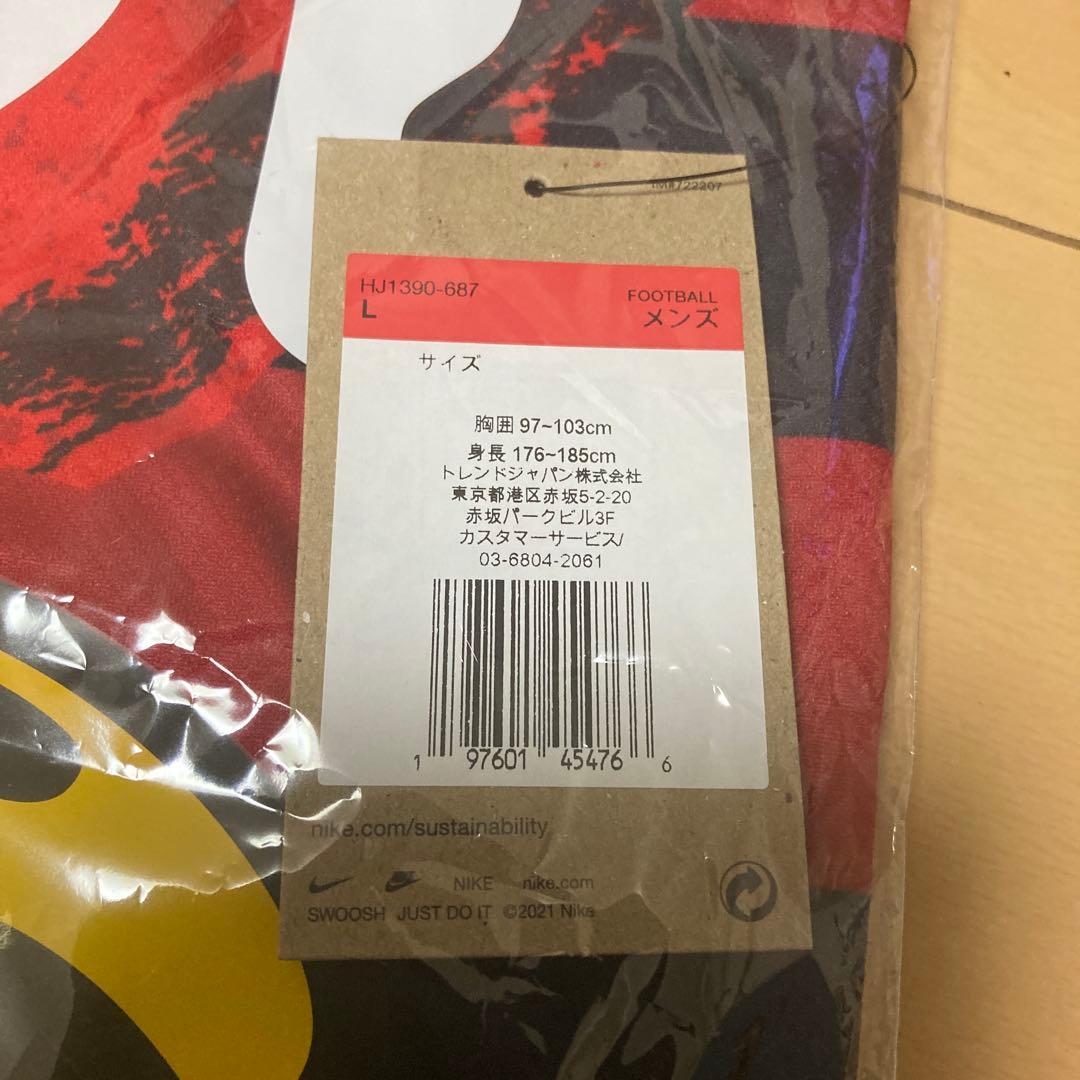 IM#722207
HJ1390-687
L
FOOTBALL
メンズ
サイズ
胸囲 97~103cm
身長 176~185cm
トレンドジャパン株式会社
東京都港区赤坂5-2-20
赤坂パークビル3F
カスタマーサービス/
03-6804-2061
1 97601 45476 6
nike.com/sustainability
NIKE nike.com
SWOOSH JUST DO IT ©2021 Nike